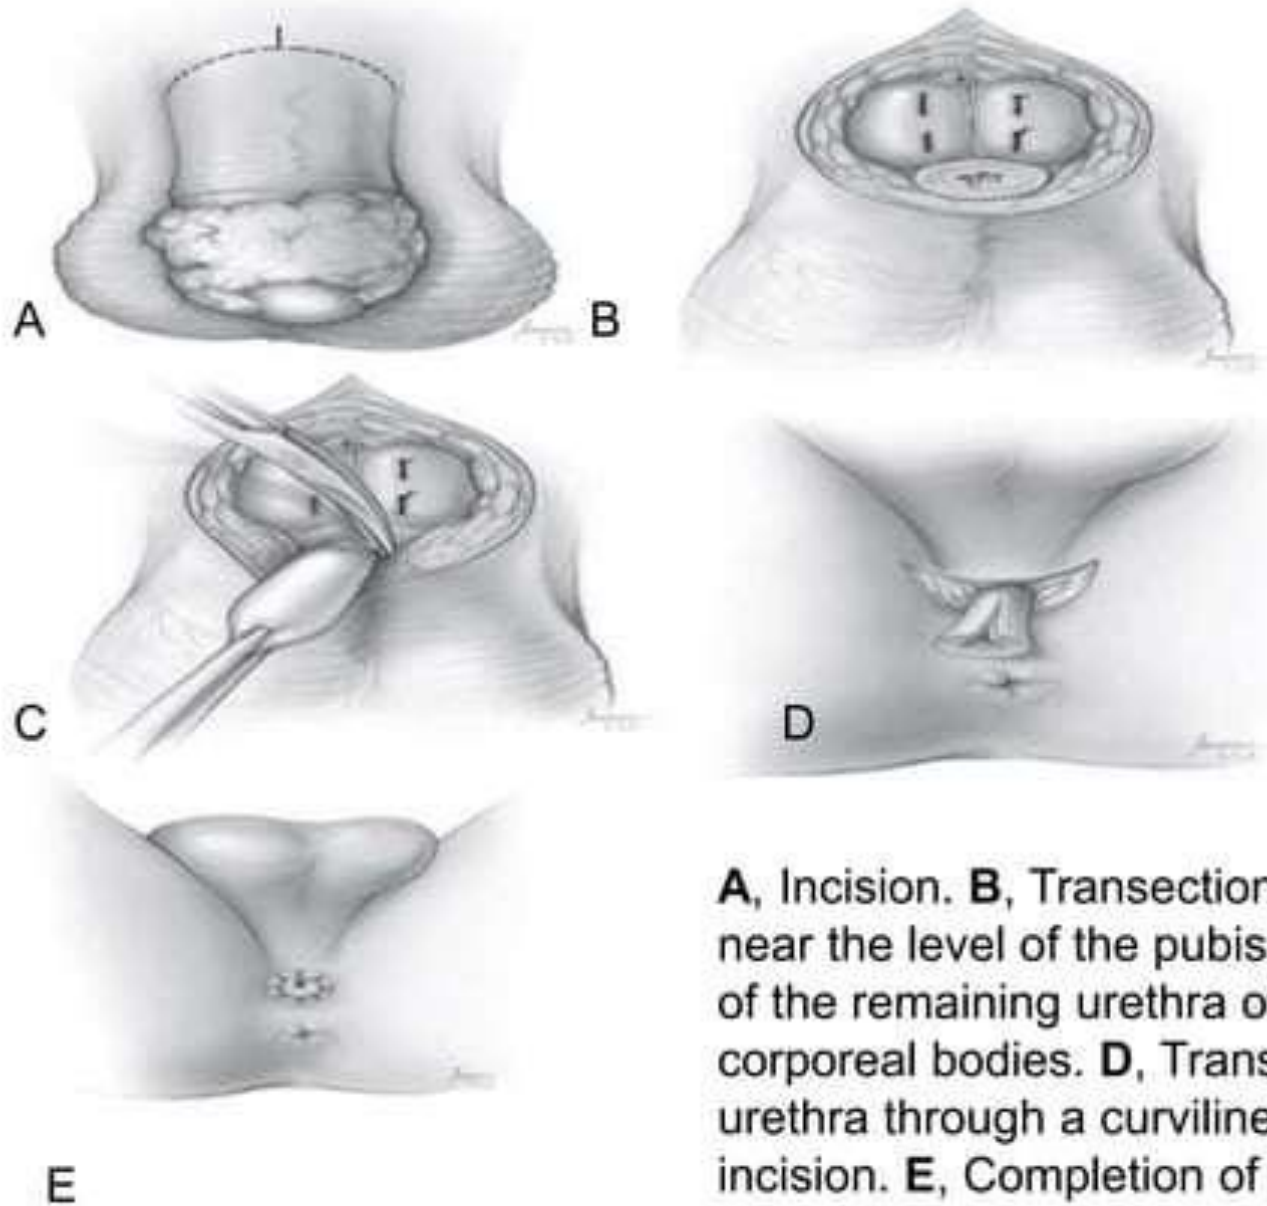 A
B
C
D
E
A, Incision. B, Transection
near the level of the pubis
of the remaining urethra o
corporeal bodies. D, Trans
urethra through a curviline
incision. E, Completion of